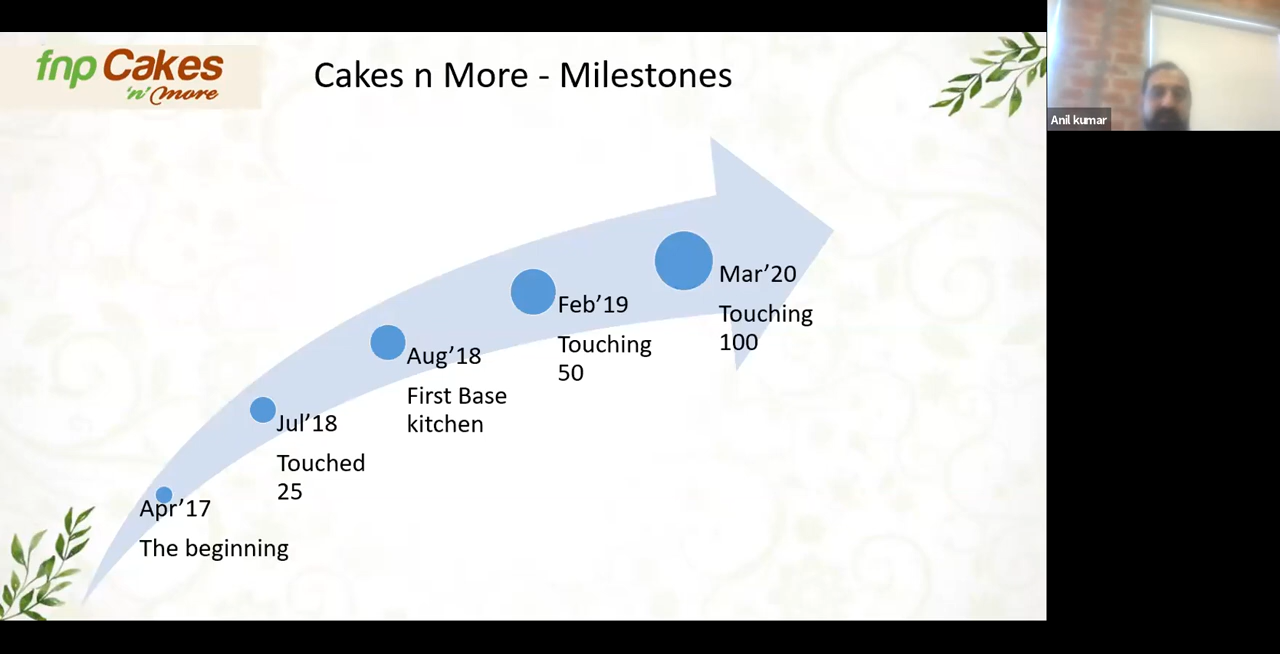 fnp Cakes
'n' more
Cakes n More - Milestones
Anil kumar
Apr’17
The beginning
Jul’18
Touched
25
Aug’18
First Base
kitchen
Feb’19
Touching
50
Mar’20
Touching
100